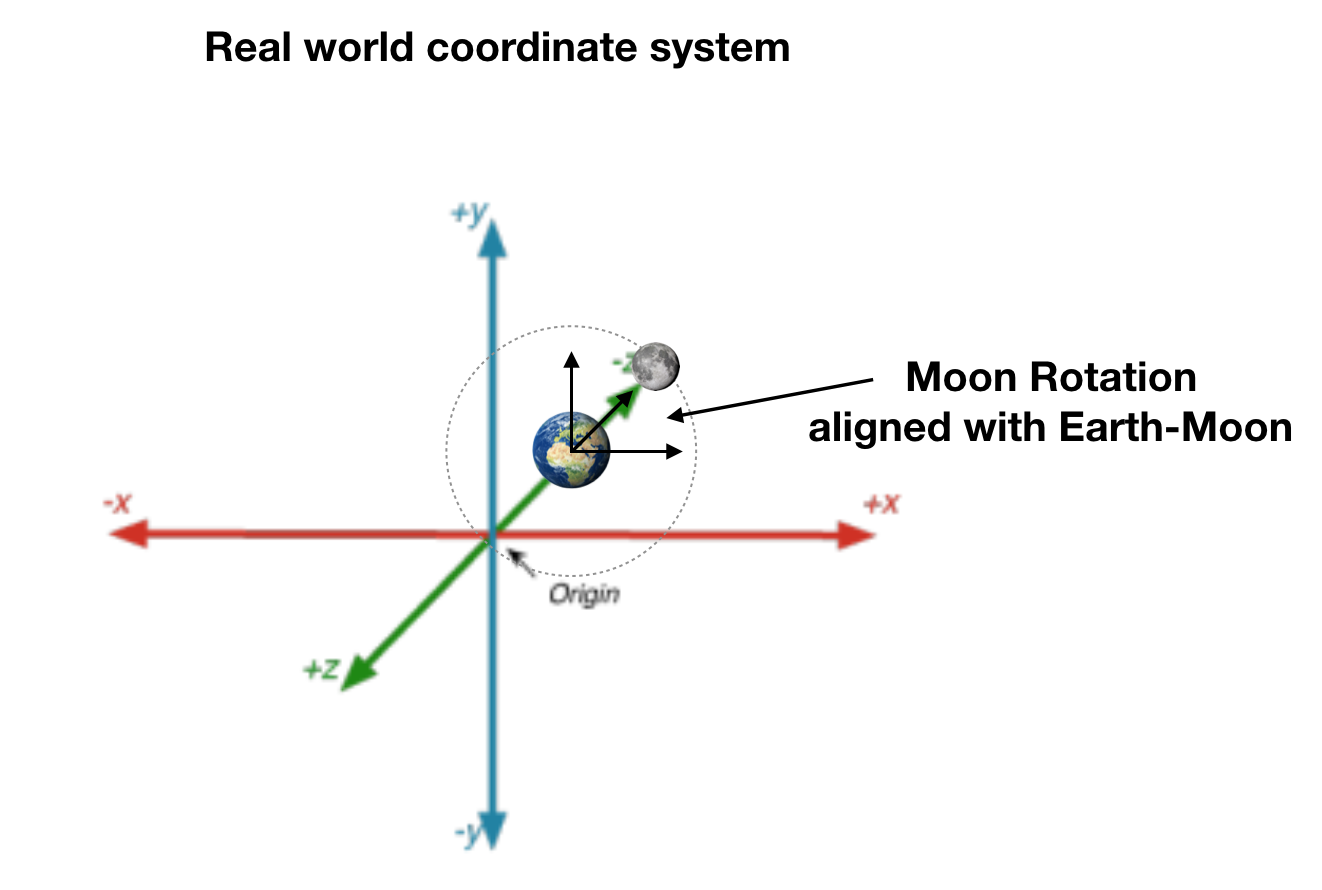 Real world coordinate system
+y
-z
Moon Rotation
aligned with Earth-Moon
-x
+x
Origin
+z
-y